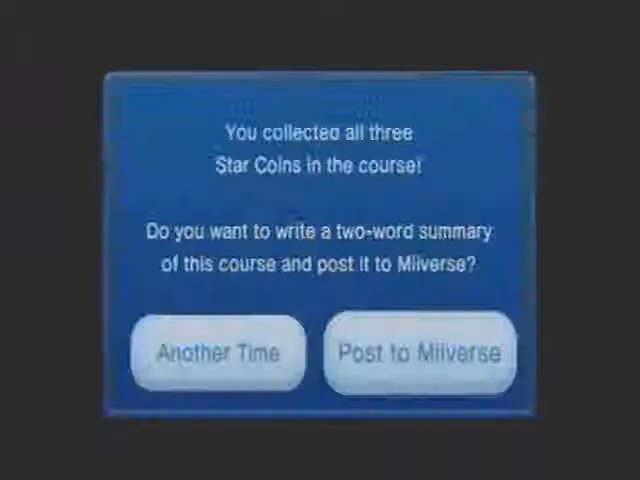 You collected all three
Star Coins in the course!
Do you want to write a two-word summary
of this course and post it to Miiverse?
Another Time
Post to Miiverse